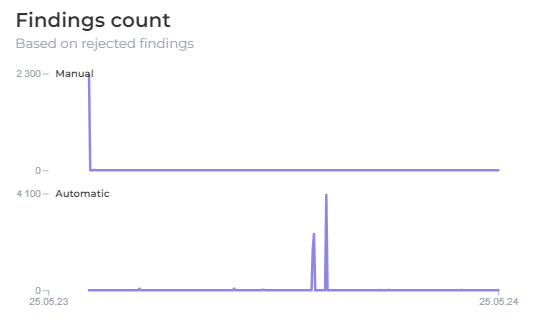 Findings count
Based on rejected findings
2 300
Manual
0
4 100
Automatic
0
25.05.23
25.05.24